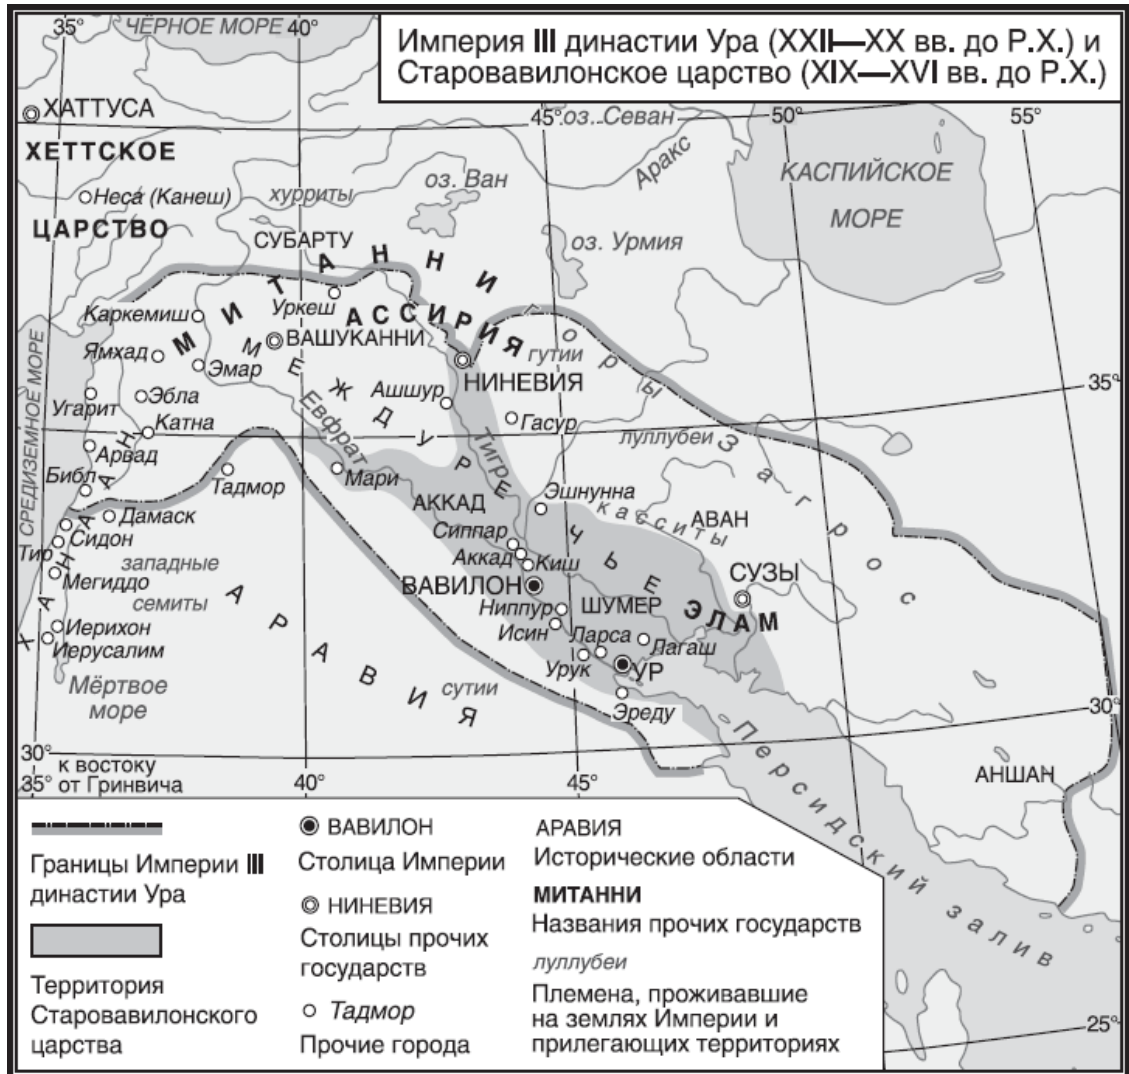 Империя III династии Ура (XXII—XX вв. до Р.Х.) и
Старовавилонское царство (XIX—XVI вв. до Р.Х.)
35°
ЧЁРНОЕ МОРЕ
40°
45°
оз. Севан
50°
55°
ХАТТУСА
ХЕТТСКОЕ
ЦАРСТВО
Неса (Канеш)
хурриты
оз. Ван
Аракс
КАСПИЙСКОЕ
МОРЕ
СУБАРТУ
оз. Урмия
МИТАННИ
Уркеш
АССИРИЯ
Каркемиш
ВАШУКАННИ
горы Загрос
гутии
Ямхад
Эмар
МЕЖДУРЕЧЬЕ
НИНЕВИЯ
35°
СРЕДИЗЕМНОЕ МОРЕ
Угарит
Эбла
Ашшур
Евфрат
Гасур
Катна
Тигр
луллубеи
Арвад
Библ
Тадмор
Мари
АККАД
Эшнунна
касситы
АВАН
Дамаск
Сидон
Тир
Сиппар
Аккад
Киш
западные
семиты
Мегиддо
ВАВИЛОН
СУЗЫ
ХАНААН
АРАВИЯ
Ниппур
ШУМЕР
ЭЛАМ
Исин
Ларса
Лагаш
Иерихон
Иерусалим
Урук
УР
Мёртвое
море
сутии
Эреду
30°
Персидский залив
АНШАН
30°
к востоку
от Гринвича
35°
40°
45°
25°
Границы Империи III
династии Ура
Территория
Старовавилонского
царства
ВАВИЛОН
Столица Империи
НИНЕВИЯ
Столицы прочих
государств
Тадмор
Прочие города
АРАВИЯ
Исторические области
МИТАННИ
Названия прочих государств
луллубеи
Племена, проживавшие
на землях Империи и
прилегающих территориях